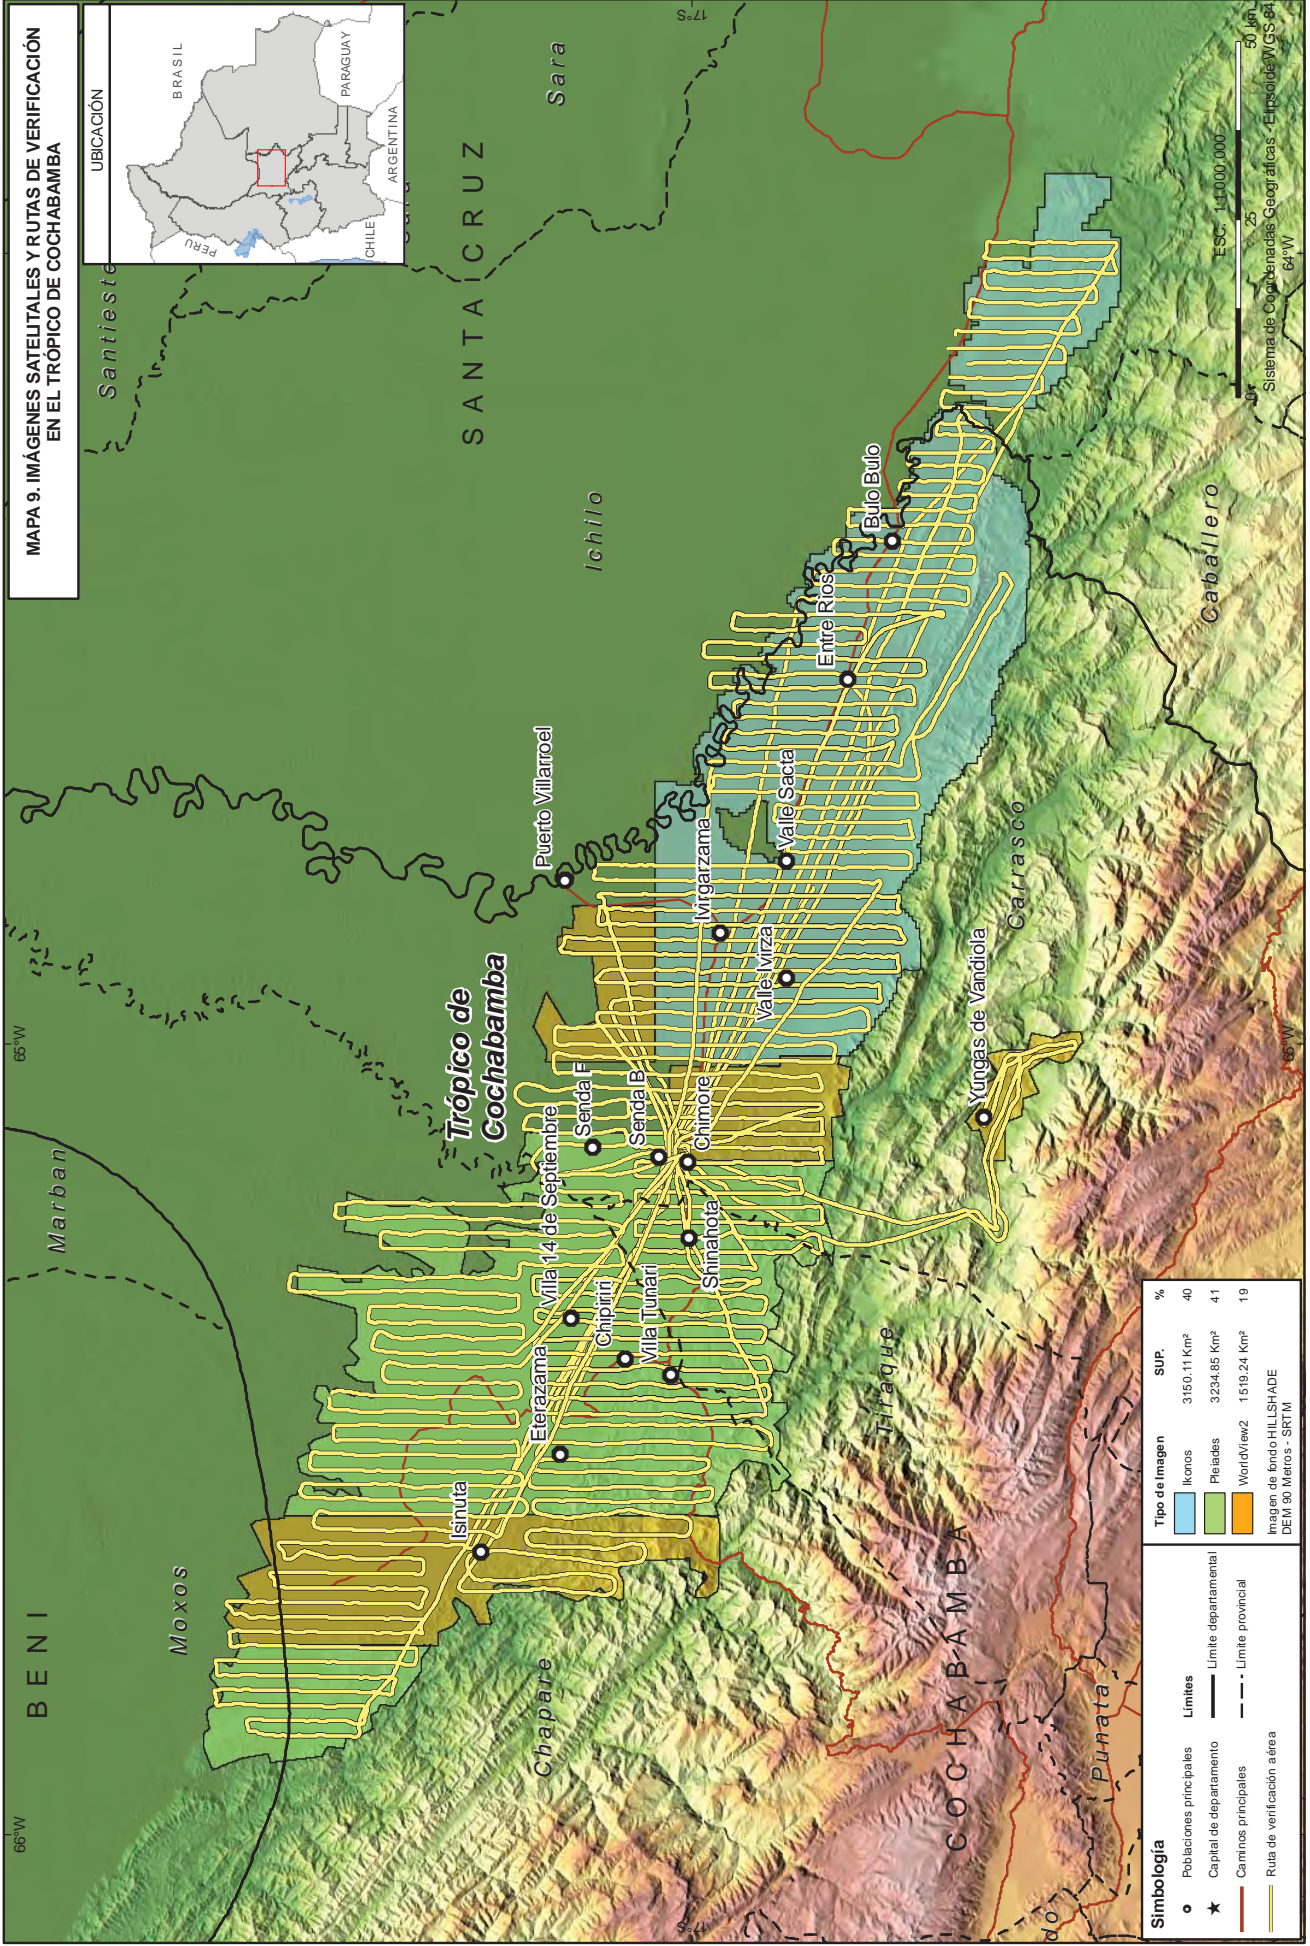 MAPA 9. IMÁGENES SATELITALES Y RUTAS DE VERIFICACIÓN
EN EL TRÓPICO DE COCHABAMBA
UBICACIÓN
BRASIL
PERU
PARAGUAY
CHILE
ARGENTINA
66°W
65°W
BENI
Marban
Moxos
Santieste
Sara
SANTA CRUZ
Ichilo
17°S
Trópico de
Cochabamba
Puerto Villarroel
Isinuta
Eterazama
Villa 14 de Septiembre
Chipiriri
Villa Tunari
Senda F
Senda B
Chimore
Shinahota
Ivirgarzama
Valle Ivirza
Valle Sacta
Entre Rios
Bulo Bulo
Yungas de Vandiola
Chapare
Tiraque
Carrasco
Caballero
COCHABAMBA
Punata
do
17°S
65°W
64°W
ESC. 1:1.000.000
0 25 50 km
Sistema de Coordenadas Geográficas - Elipsoide WGS 84
Simbología
Poblaciones principales
Capital de departamento
Caminos principales
Ruta de verificación aérea
Límites
Límite departamental
Límite provincial
Tipo de Imagen SUP. %
Ikonos 3150.11 Km² 40
Pleiades 3234.85 Km² 41
WorldView2 1519.24 Km² 19
Imagen de fondo HILLSHADE
DEM 90 Metros - SRTM